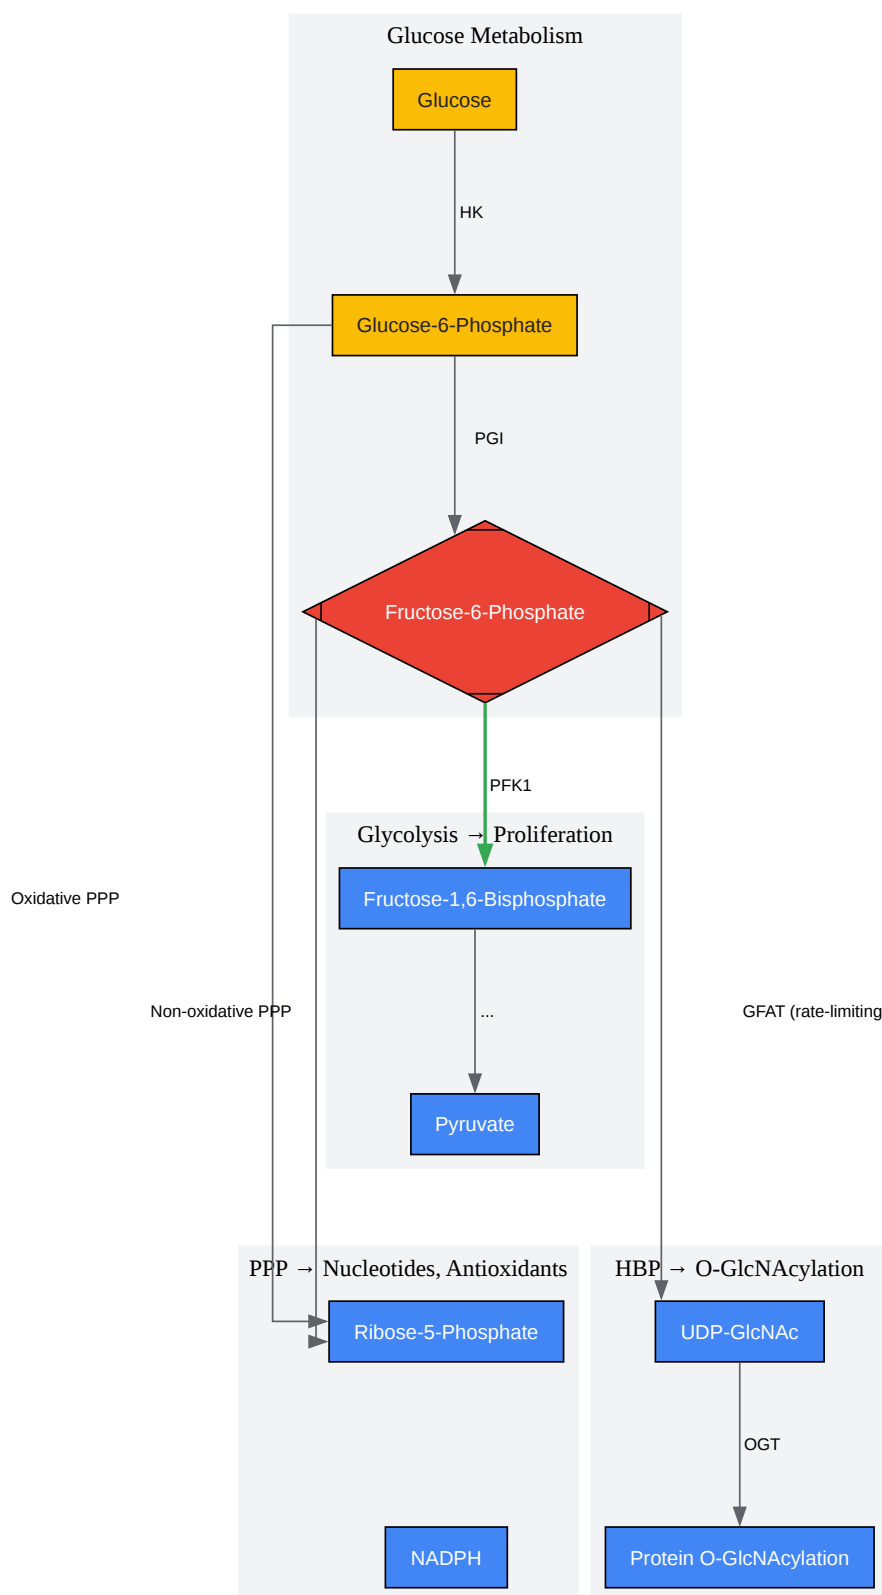 Glucose Metabolism
Glucose
HK
Glucose-6-Phosphate
PGI
Fructose-6-Phosphate
PFK1
Glycolysis → Proliferation
Fructose-1,6-Bisphosphate
Oxidative PPP
Non-oxidative PPP
...
GFAT (rate-limiting
Pyruvate
PPP → Nucleotides, Antioxidants
HBP → O-GlcNAcylation
Ribose-5-Phosphate
UDP-GlcNAc
OGT
NADPH
Protein O-GlcNAcylation